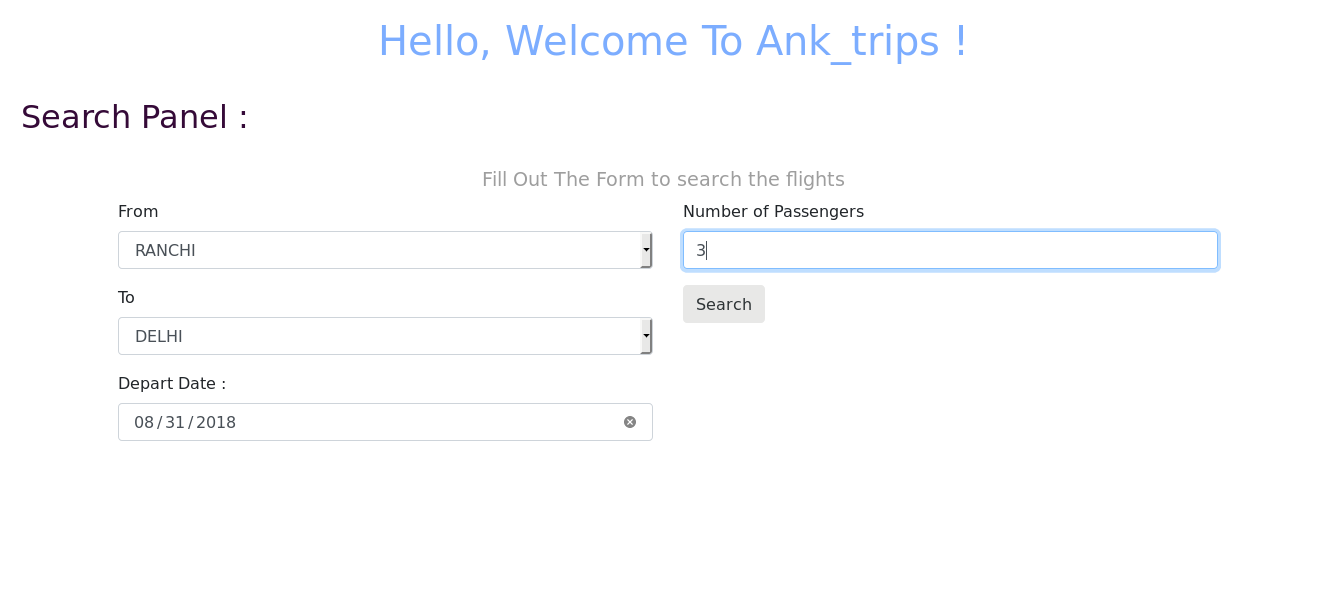 Hello, Welcome To Ank_trips !
Search Panel :
Fill Out The Form to search the flights
From
RANCHI
To
DELHI
Depart Date :
08/31/2018
Number of Passengers
3
Search